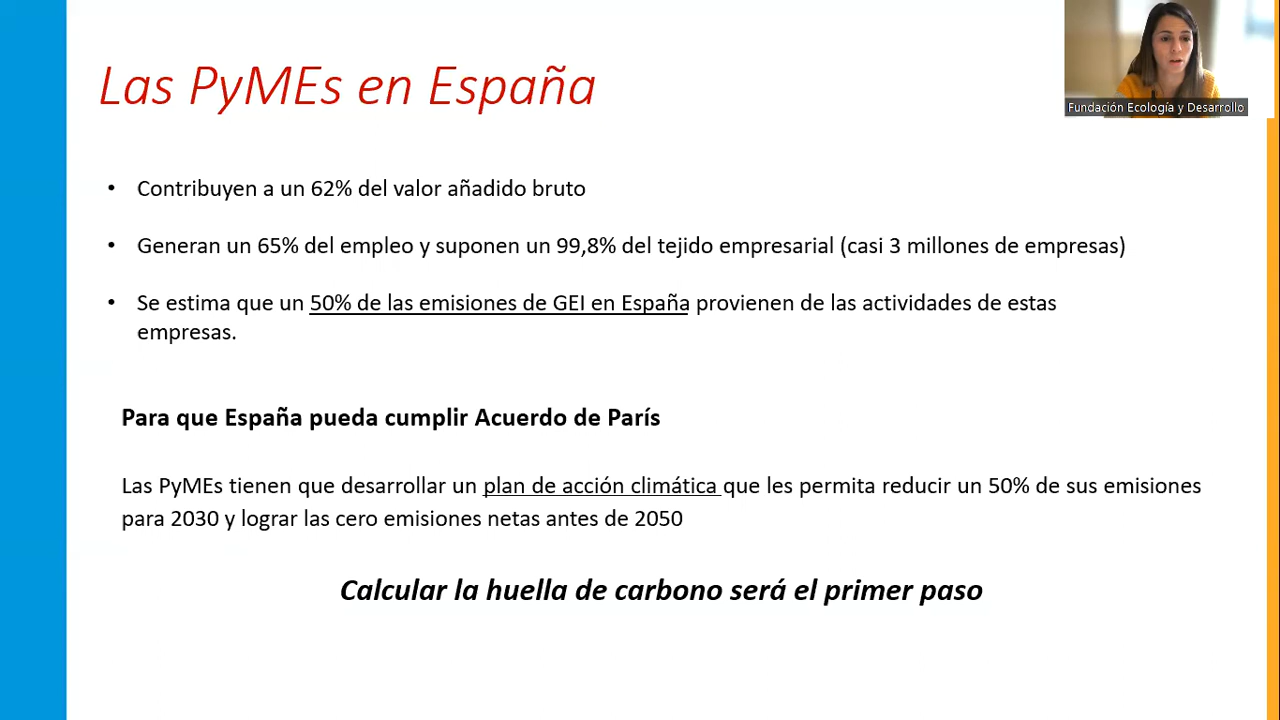 Las PyMEs en España
Fundación Ecología y Desarrollo
• Contribuyen a un 62% del valor añadido bruto
• Generan un 65% del empleo y suponen un 99,8% del tejido empresarial (casi 3 millones de empresas)
• Se estima que un 50% de las emisiones de GEI en España provienen de las actividades de estas
empresas.
Para que España pueda cumplir Acuerdo de París
Las PyMEs tienen que desarrollar un plan de acción climática que les permita reducir un 50% de sus emisiones
para 2030 y lograr las cero emisiones netas antes de 2050
Calcular la huella de carbono será el primer paso